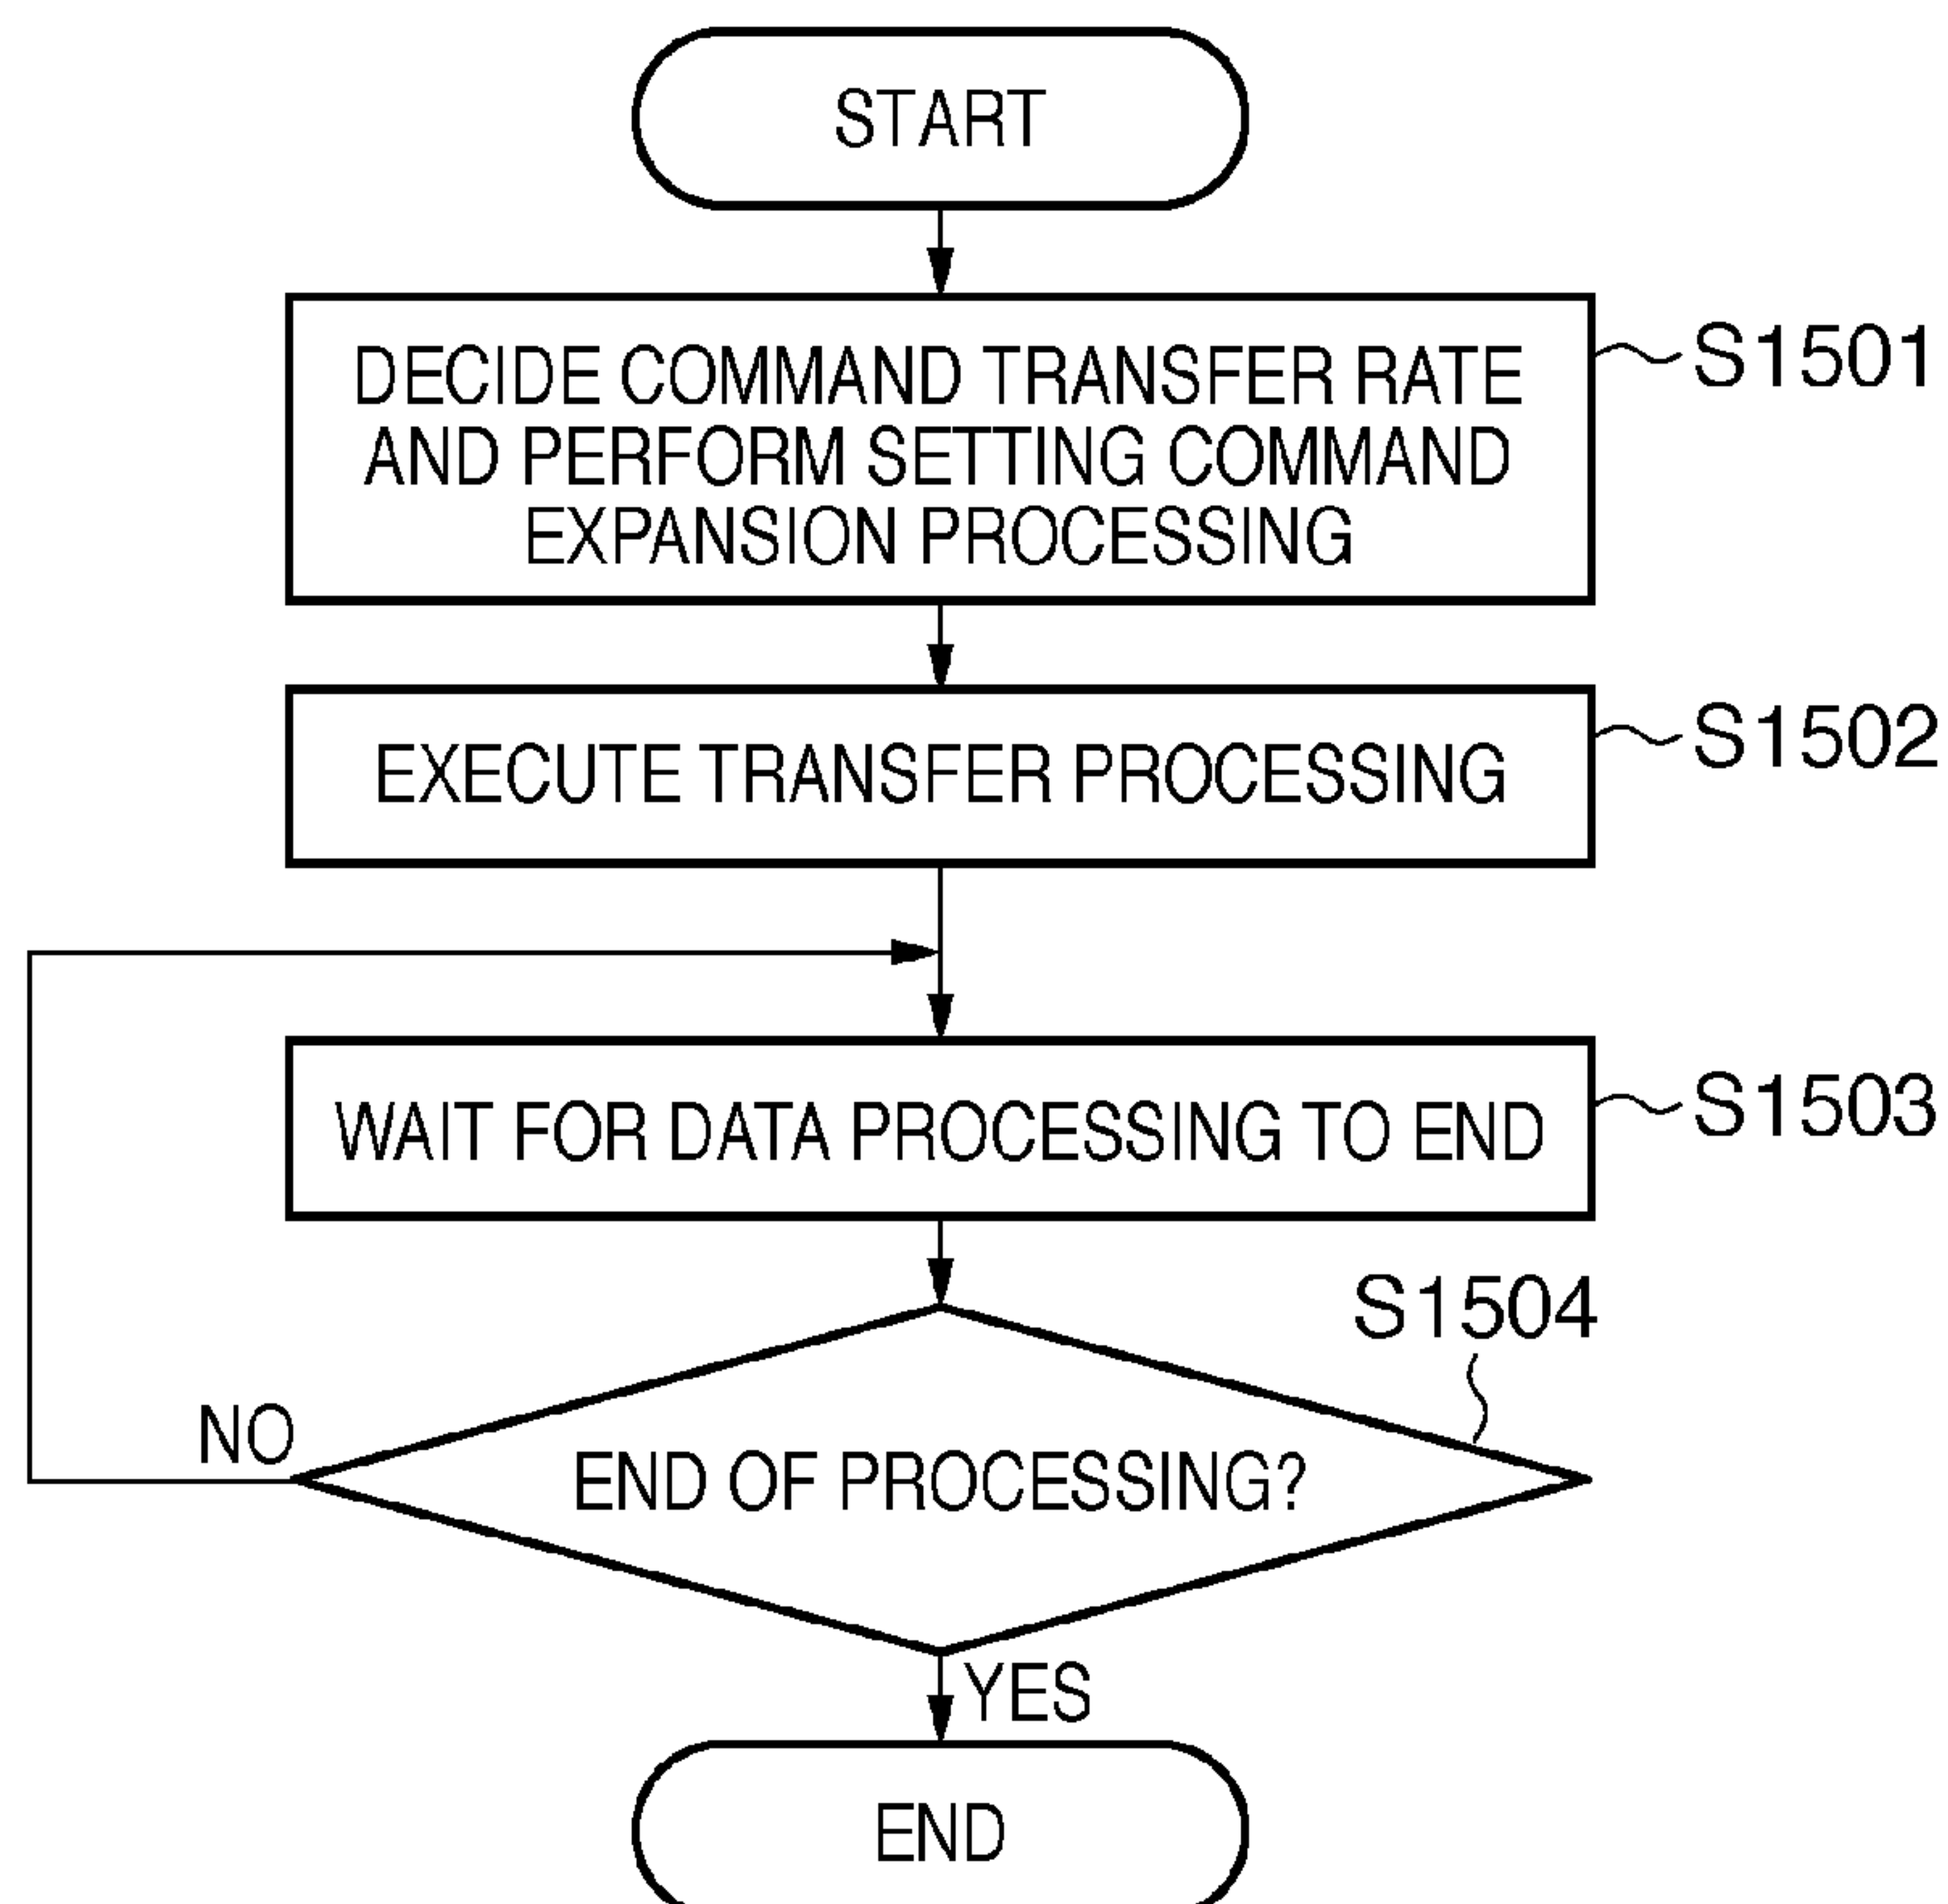 START
DECIDE COMMAND TRANSFER RATE
AND PERFORM SETTING COMMAND
EXPANSION PROCESSING
S1501
EXECUTE TRANSFER PROCESSING
S1502
WAIT FOR DATA PROCESSING TO END
S1503
S1504
NO
END OF PROCESSING?
YES
END